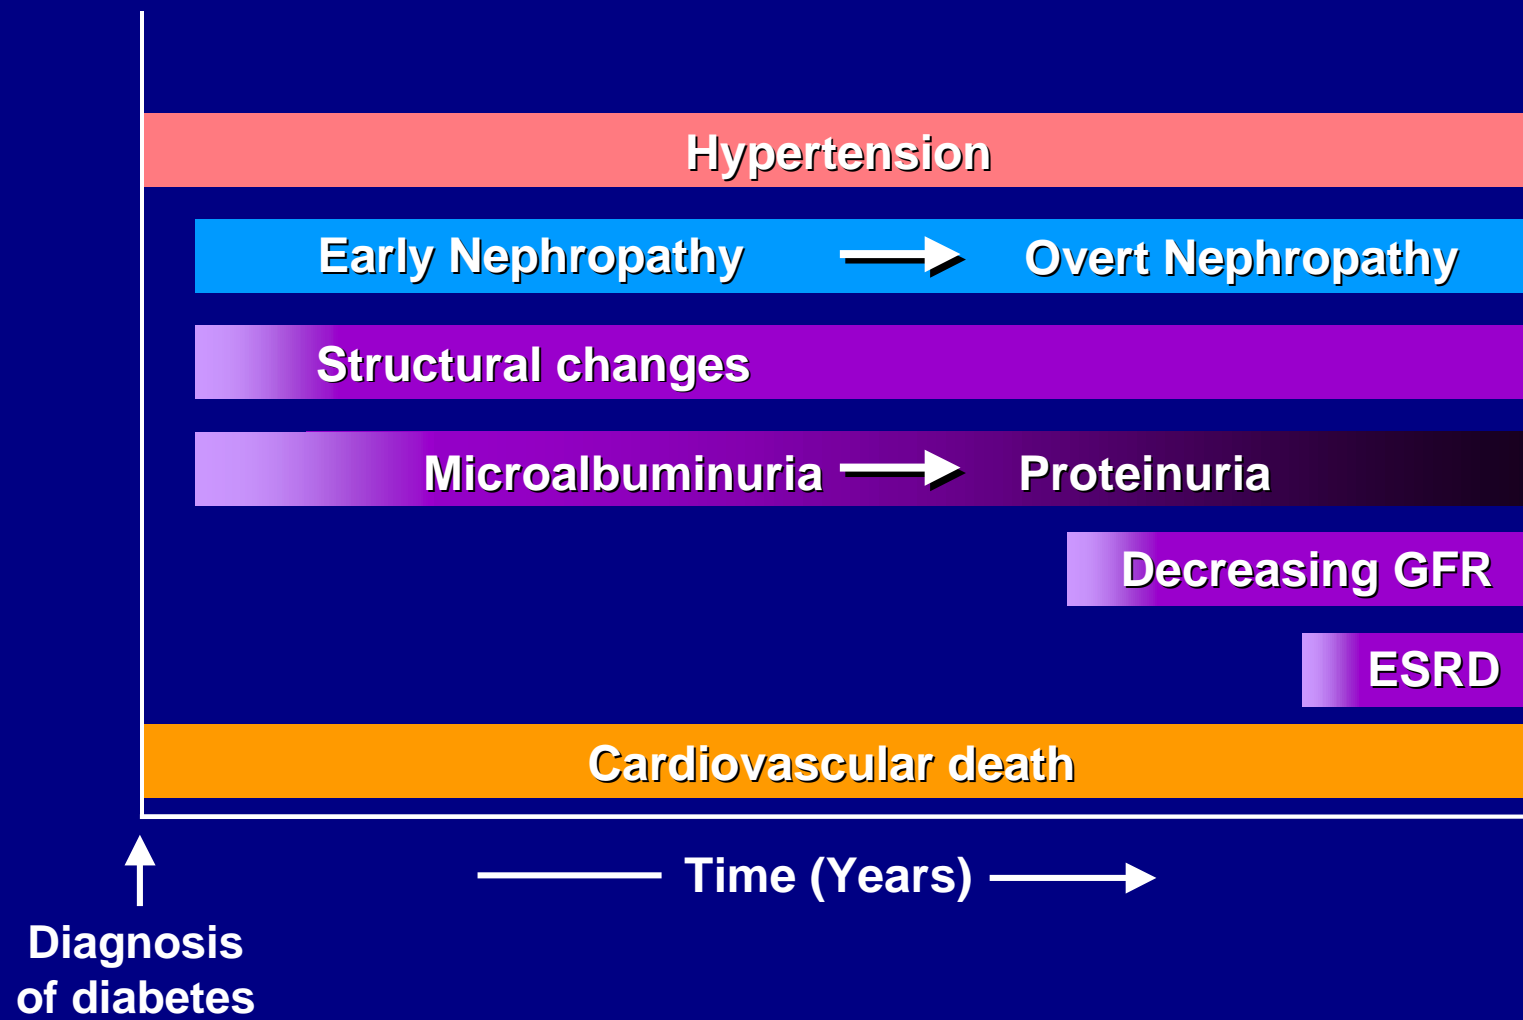 Hypertension
Early Nephropathy Overt Nephropathy
Structural changes
Microalbuminuria Proteinuria
Decreasing GFR
ESRD
Cardiovascular death
Time (Years)
Diagnosis
of diabetes